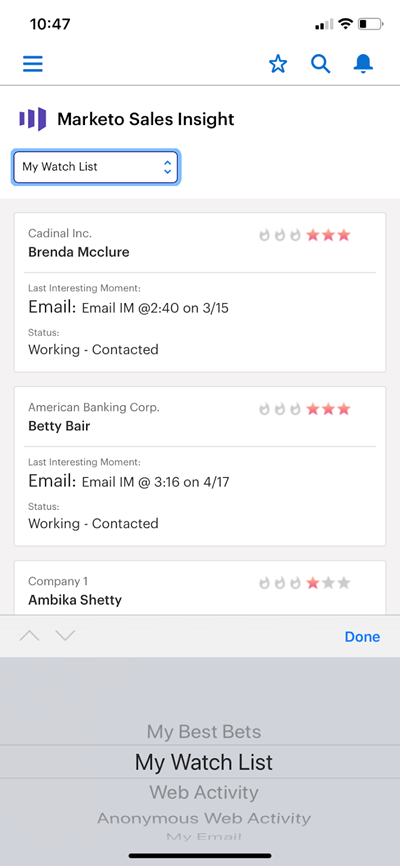 10:47
Marketo Sales Insight
My Watch List
Cadinal Inc.
Brenda Mcclure
Last Interesting Moment:
Email: Email IM @2:40 on 3/15
Status:
Working - Contacted
American Banking Corp.
Betty Bair
Last Interesting Moment:
Email: Email IM @ 3:16 on 4/17
Status:
Working - Contacted
Company 1
Ambika Shetty
Done
My Best Bets
My Watch List
Web Activity
Anonymous Web Activity
My Email